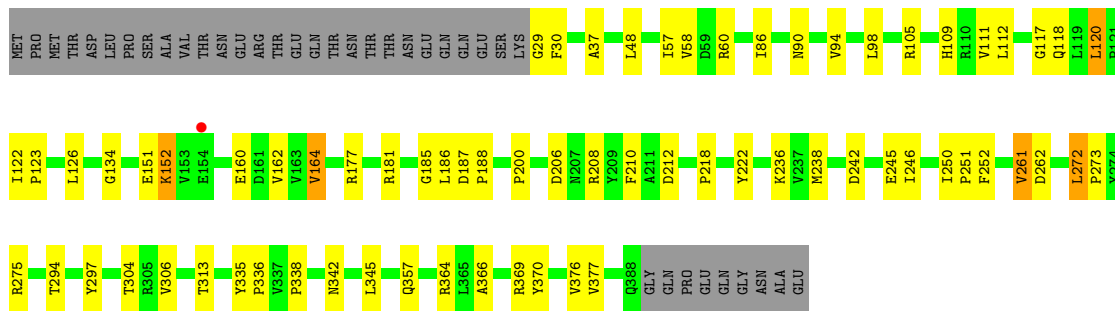 MET PRO MET THR ASP LEU PRO SER ALA VAL THR ASN GLU ARG THR GLU GLN THR ASN THR THR ASN GLU GLN GLN GLU SER LYS G29 F30 A37 L48 I57 V58 D59 R60 I86 N90 V94 L98 R105 H109 R110 V111 L112 G117 Q118 L119 L120
I122 P123 L126 G134 E151 K152 V153 E154 E160 D161 V162 V163 V164 R177 R181 G185 L186 D187 P188 P200 D206 N207 R208 Y209 F210 A211 D212 P218 Y222 K236 V237 M238 D242 E245 I246 I250 P251 F252 V261 D262 L272 P273
R275 T294 Y297 T304 R305 V306 T313 Y335 P336 V337 P338 N342 L345 Q357 R364 L365 A366 R369 Y370 V376 V377 Q388 GLY GLN PRO GLU GLN GLY ASN ALA GLU